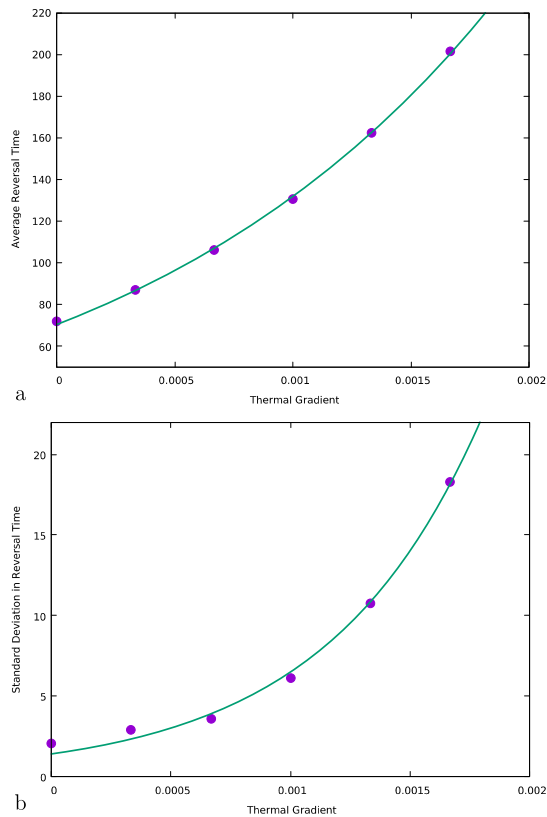 220
200
180
160
140
120
100
80
60
Average Reversal Time
0 0.0005 0.001 0.0015 0.002
Thermal Gradient
a
20
15
10
5
0
Standard Deviation in Reversal Time
0 0.0005 0.001 0.0015 0.002
Thermal Gradient
b